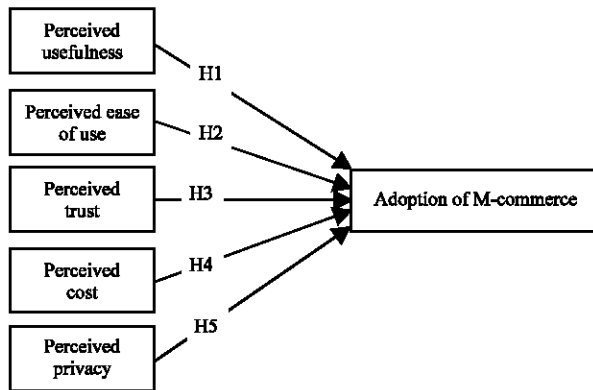 Perceived
usefulness
H1
Perceived ease
of use
H2
Perceived
trust
H3
Adoption of M-commerce
Perceived
cost
H4
Perceived
privacy
H5